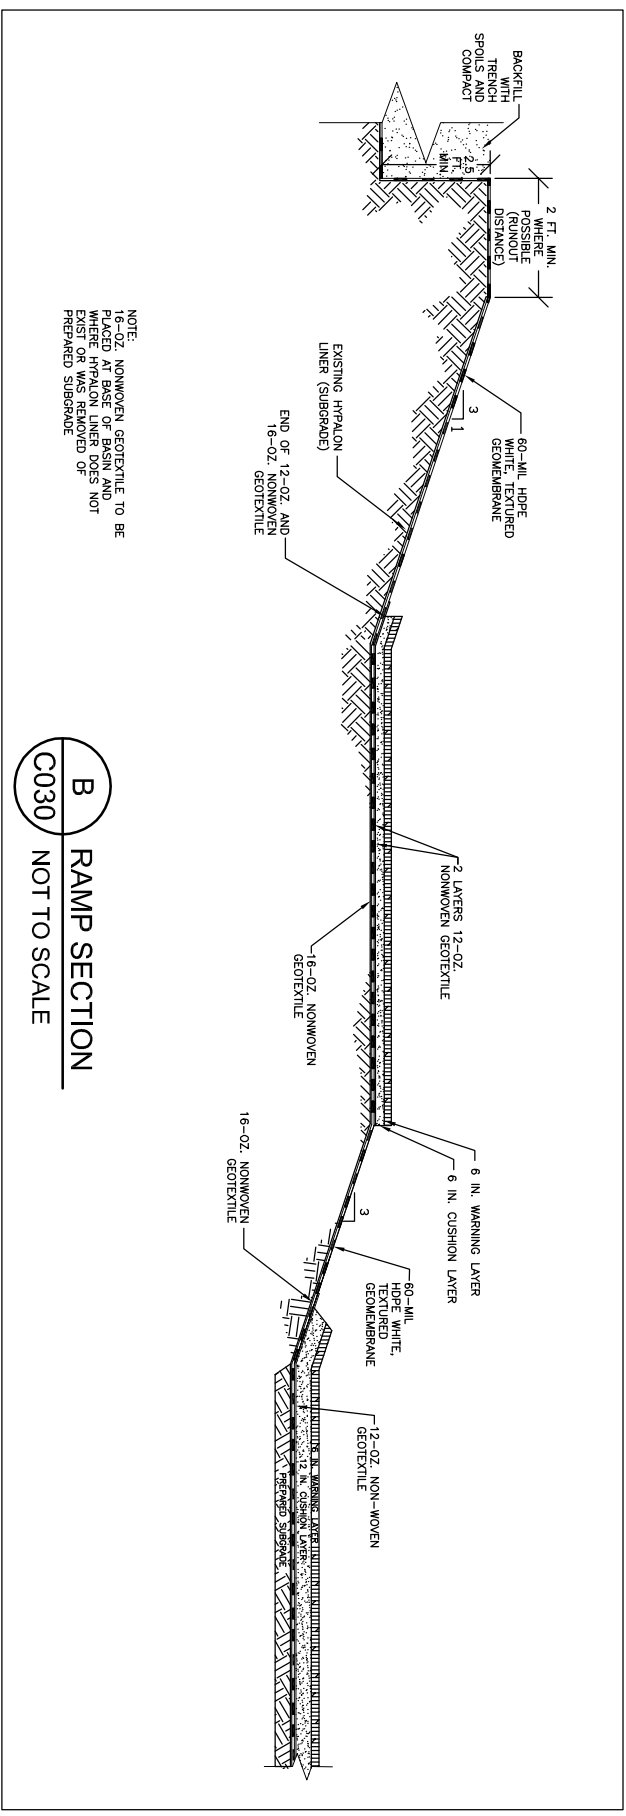 BACKFILL
WITH
TRENCH
SPOILS AND
COMPACT
2.5
FT.
MIN.
2 FT. MIN.
WHERE
POSSIBLE
(RUNOUT
DISTANCE)
60-MIL HDPE
WHITE, TEXTURED
GEOMEMBRANE
3
1
EXISTING HYPALON
LINER (SUBGRADE)
END OF 12-OZ. AND
16-OZ. NONWOVEN
GEOTEXTILE
2 LAYERS 12-OZ.
NONWOVEN GEOTEXTILE
16-OZ. NONWOVEN
GEOTEXTILE
6 IN. WARNING LAYER
6 IN. CUSHION LAYER
3
60-MIL
HDPE WHITE,
TEXTURED
GEOMEMBRANE
16-OZ. NONWOVEN
GEOTEXTILE
12-OZ. NON-WOVEN
GEOTEXTILE
6 IN. WARNING LAYER
12 IN. CUSHION LAYER
PREPARED SUBGRADE
NOTE:
16-OZ. NONWOVEN GEOTEXTILE TO BE
PLACED AT BASE OF BASIN AND
WHERE HYPALON LINER DOES NOT
EXIST OR WAS REMOVED OF
PREPARED SUBGRADE
B
C030
RAMP SECTION
NOT TO SCALE